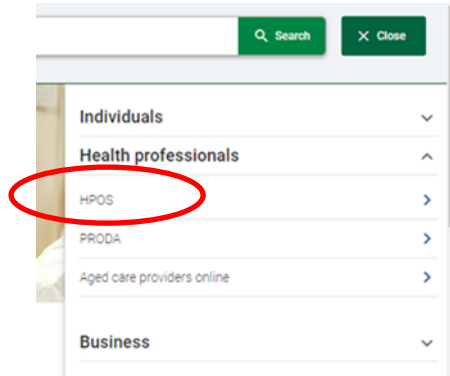 Search
Close
Individuals
Health professionals
HPOS
PRODA
Aged care providers online
Business